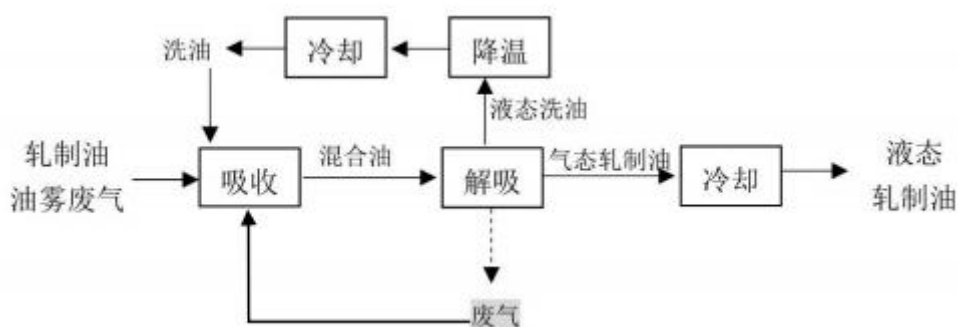 洗油
冷却
降温
液态洗油
轧制油
油雾废气
吸收
混合油
解吸
气态轧制油
冷却
液态
轧制油
废气